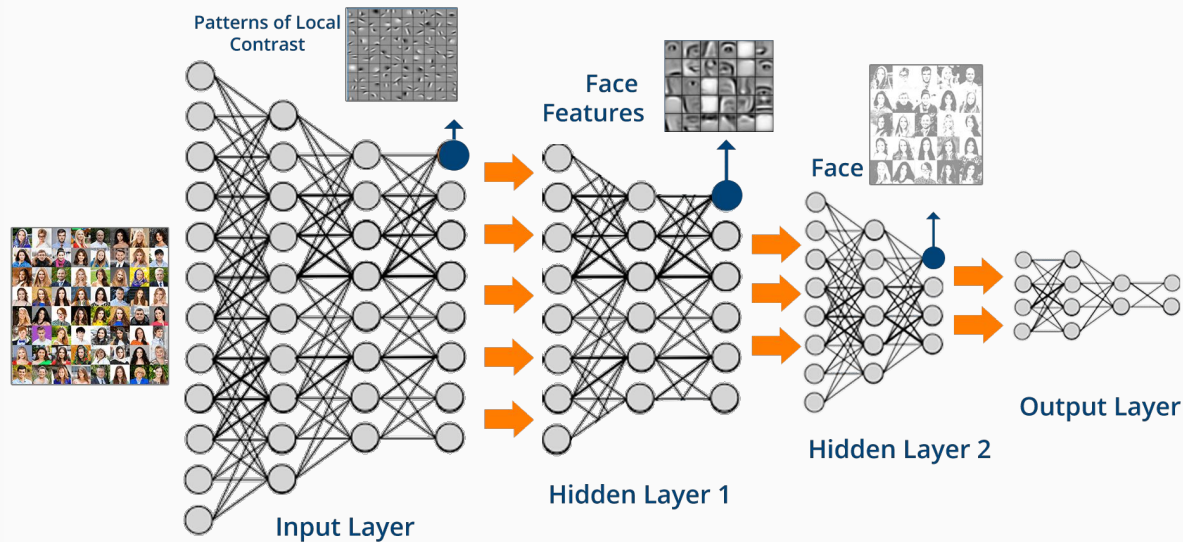 Patterns of Local
Contrast
Face
Features
Face
Input Layer
Hidden Layer 1
Hidden Layer 2
Output Layer